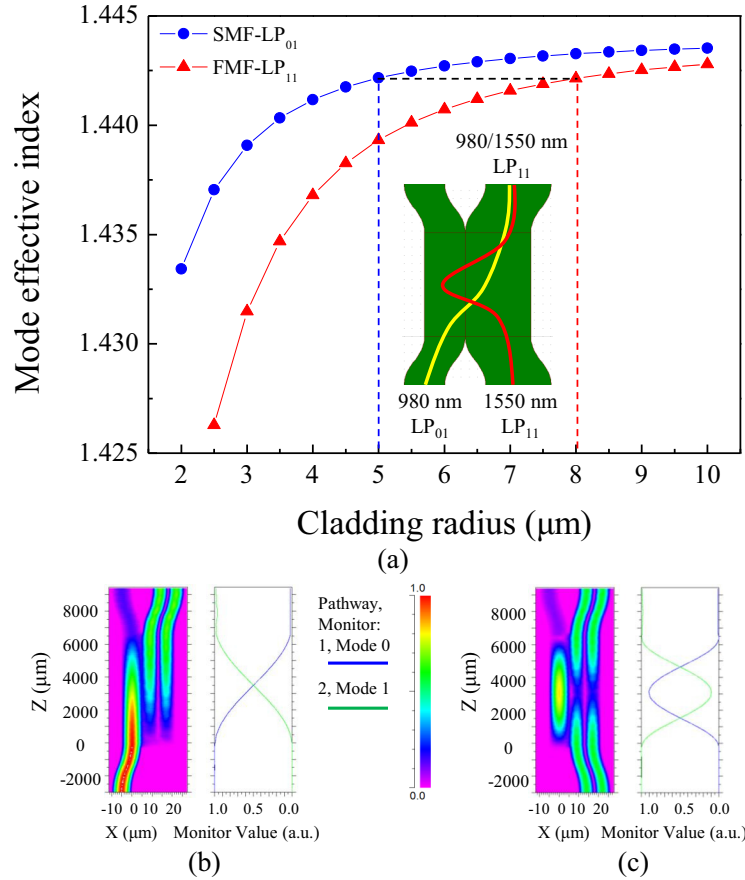 1.445
SMF-LP01
FMF-LP11
1.440
1.435
1.430
1.425
Mode effective index
980/1550 nm
LP11
980 nm
LP01
1550 nm
LP11
2 3 4 5 6 7 8 9 10
Cladding radius (μm)
(a)
8000
6000
4000
2000
0
-2000
Z (μm)
-10 0 10 20
X (μm)
1.0 0.5 0.0
Monitor Value (a.u.)
(b)
Pathway,
Monitor:
1, Mode 0
2, Mode 1
1.0
0.0
8000
6000
4000
2000
0
-2000
Z (μm)
-10 0 10 20
X (μm)
1.0 0.5 0.0
Monitor Value (a.u.)
(c)